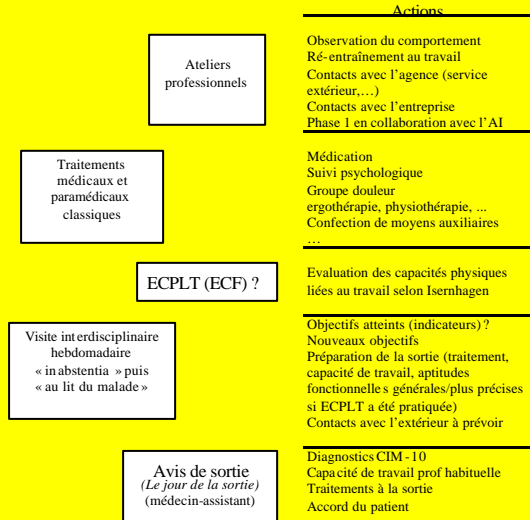 Actions
Ateliers
professionnels
Observation du comportement
Ré-entraînement au travail
Contacts avec l'agence (service
extérieur,…)
Contacts avec l'entreprise
Phase 1 en collaboration avec l'AI
Traitements
médicaux et
paramédicaux
classiques
Médication
Suivi psychologique
Groupe douleur
ergothérapie, physiothérapie, ...
Confection de moyens auxiliaires
…
ECPLT (ECF) ?
Evaluation des capacités physiques
liées au travail selon Isernhagen
Visite interdisciplinaire
hebdomadaire
« in abstentia » puis
« au lit du malade »
Objectifs atteints (indicateurs) ?
Nouveaux objectifs
Préparation de la sortie (traitement,
capacité de travail, aptitudes
fonctionnelles générales/plus précises
si ECPLT a été pratiquée)
Contacts avec l'extérieur à prévoir
Avis de sortie
(Le jour de la sortie)
(médecin-assistant)
Diagnostics CIM-10
Capacité de travail prof habituelle
Traitements à la sortie
Accord du patient